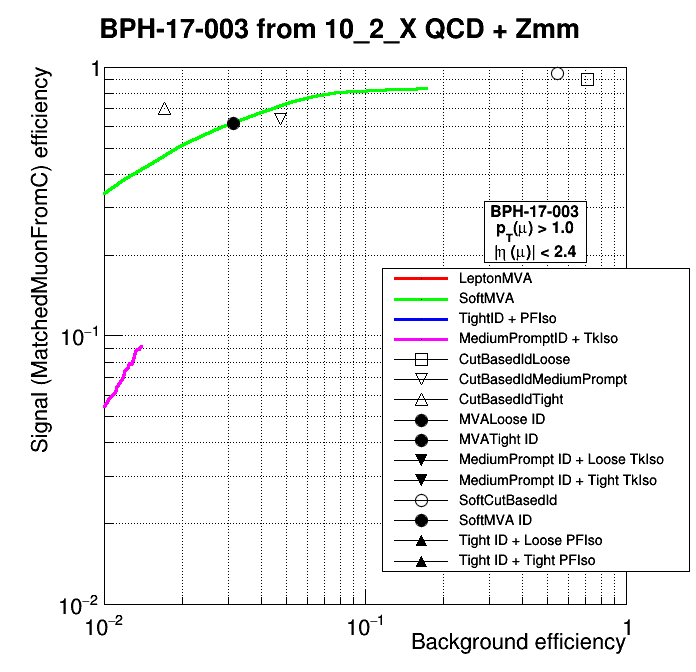 BPH-17-003 from 10_2_X QCD + Zmm
Signal (MatchedMuonFromC) efficiency
1
10⁻¹
10⁻²
BPH-17-003
p_T(μ) > 1.0
|η (μ)| < 2.4
LeptonMVA
SoftMVA
TightID + PFIso
MediumPromptID + TkIso
CutBasedIdLoose
CutBasedIdMediumPrompt
CutBasedIdTight
MVALoose ID
MVATight ID
MediumPrompt ID + Loose TkIso
MediumPrompt ID + Tight TkIso
SoftCutBasedId
SoftMVA ID
Tight ID + Loose PFIso
Tight ID + Tight PFIso
10⁻² 10⁻¹ 1
Background efficiency